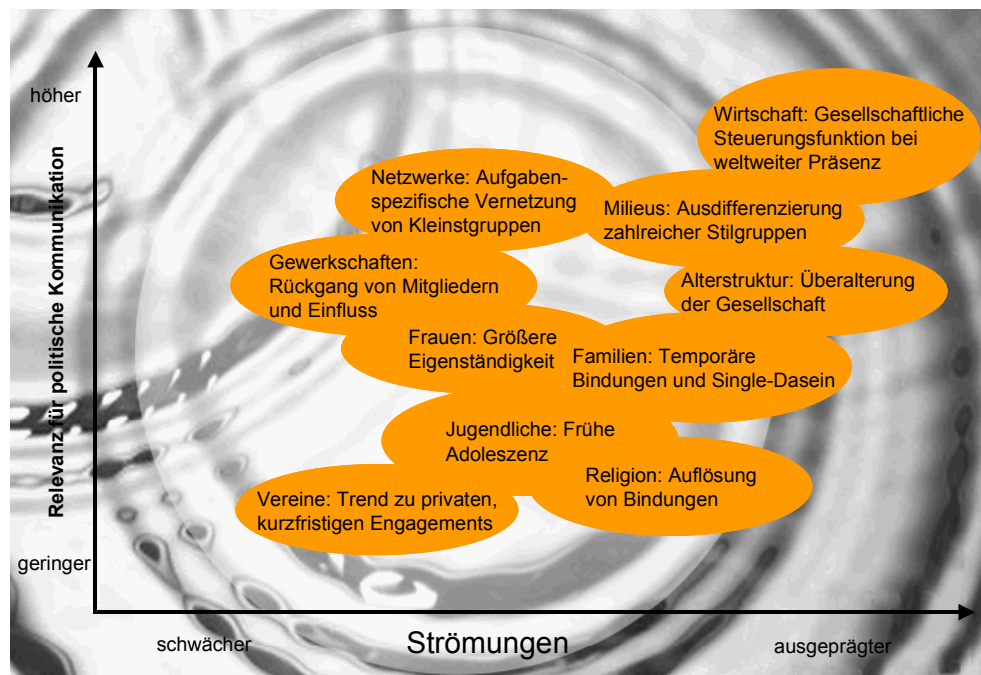 höher
Relevanz für politische Kommunikation
geringer
Wirtschaft: Gesellschaftliche
Steuerungsfunktion bei
weltweiter Präsenz
Netzwerke: Aufgaben-
spezifische Vernetzung
von Kleinstgruppen
Milieus: Ausdifferenzierung
zahlreicher Stilgruppen
Gewerkschaften:
Rückgang von Mitgliedern
und Einfluss
Alterstruktur: Überalterung
der Gesellschaft
Frauen: Größere
Eigenständigkeit
Familien: Temporäre
Bindungen und Single-Dasein
Jugendliche: Frühe
Adoleszenz
Religion: Auflösung
von Bindungen
Vereine: Trend zu privaten,
kurzfristigen Engagements
schwächer
Strömungen
ausgeprägter